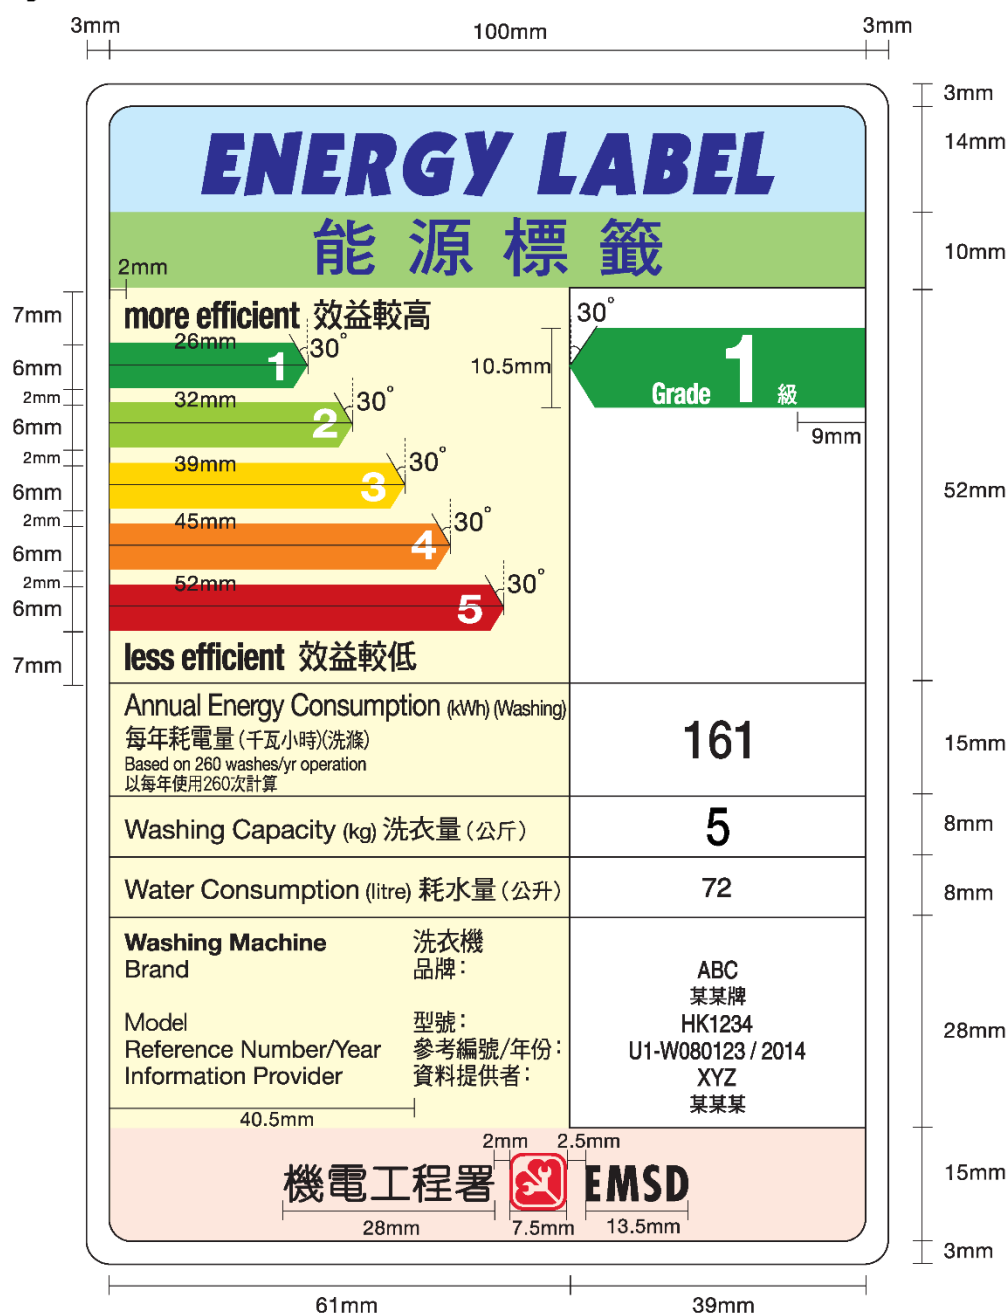 3mm 100mm 3mm
3mm
ENERGY LABEL
14mm
能源標籤
10mm
2mm
7mm more efficient 效益較高 30°
26mm 30°
6mm 1 10.5mm Grade 1 級
2mm 32mm 30°
6mm 2 9mm
2mm 39mm 30°
6mm 3 52mm
2mm 45mm 30°
6mm 4
2mm 52mm 30°
6mm 5
7mm less efficient 效益較低
Annual Energy Consumption (kWh) (Washing)
每年耗電量 (千瓦小時)(洗滌) 161 15mm
Based on 260 washes/yr operation
以每年使用260次計算
Washing Capacity (kg) 洗衣量 (公斤) 5 8mm
Water Consumption (litre) 耗水量 (公升) 72 8mm
Washing Machine 洗衣機
Brand 品牌: ABC
某某牌
Model 型號: HK1234 28mm
Reference Number/Year 參考編號/年份: U1-W080123 / 2014
Information Provider 資料提供者: XYZ
某某某
40.5mm
2mm 2.5mm
機電工程署 EMSD 15mm
28mm 7.5mm 13.5mm
3mm
61mm 39mm